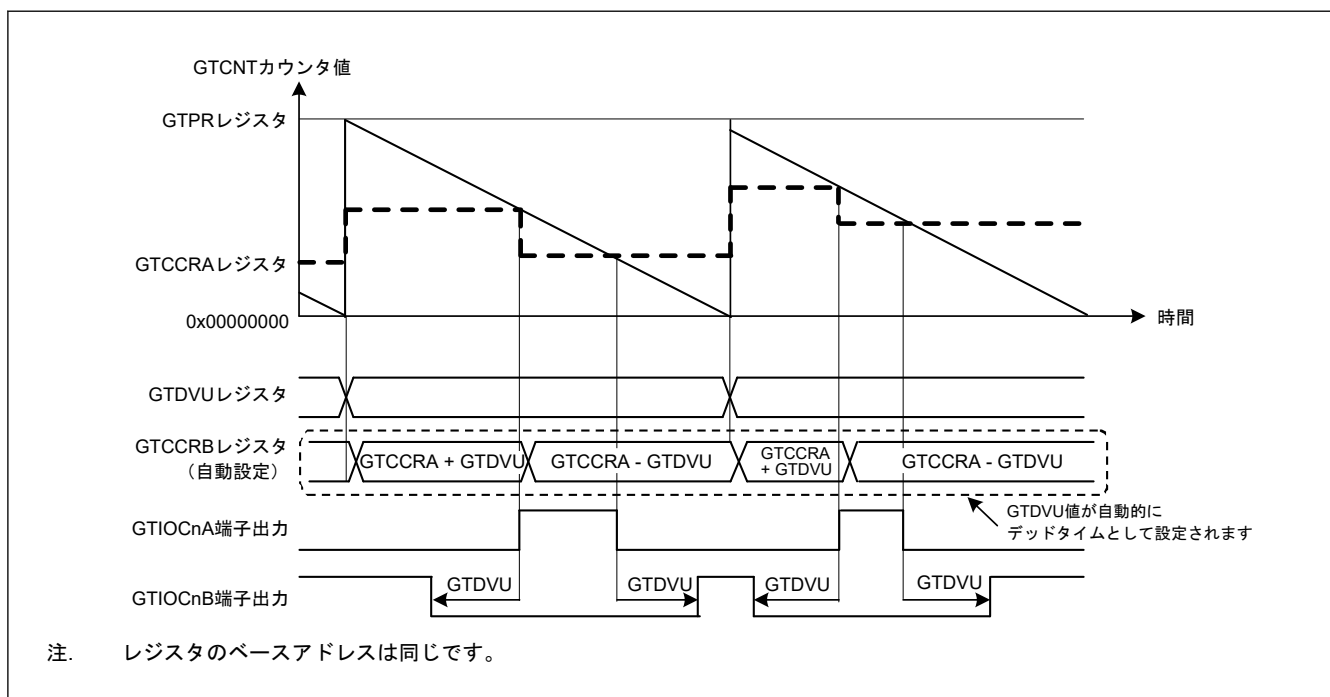 GTCNTカウンタ値
GTPRレジスタ
GTCCRAレジスタ
0x00000000
時間
GTDVUレジスタ
GTCCRBレジスタ
（自動設定）
GTCCRA + GTDVU
GTCCRA - GTDVU
GTCCRA
+ GTDVU
GTCCRA - GTDVU
GTDVU値が自動的に
デッドタイムとして設定されます
GTIOCnA端子出力
GTIOCnB端子出力
GTDVU
GTDVU
GTDVU
GTDVU
注. レジスタのベースアドレスは同じです。